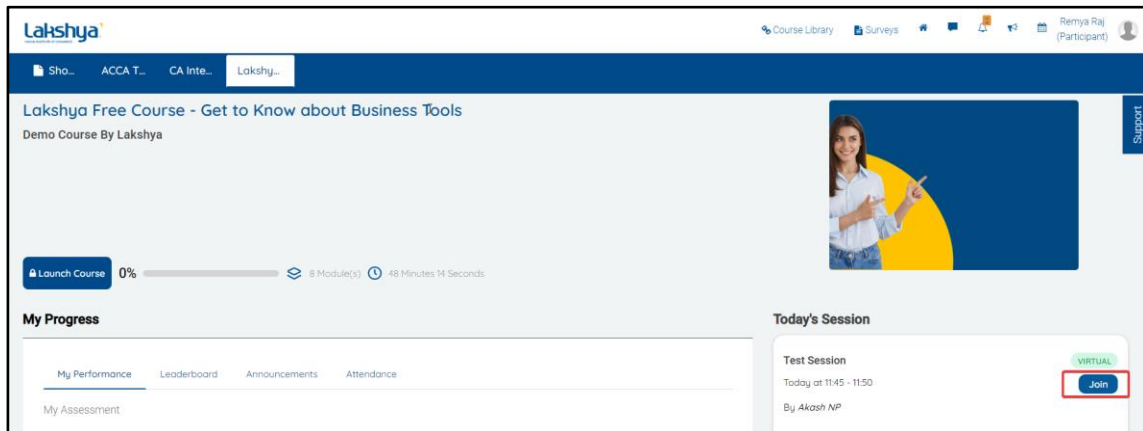 Lakshya
Course Library
Surveys
Remya Raj
(Participant)
Sho...
ACCA T...
CA Inte...
Lakshy...
Lakshya Free Course - Get to Know about Business Tools
Demo Course By Lakshya
Support
Launch Course
0%
8 Module(s)
48 Minutes 14 Seconds
My Progress
Today's Session
My Performance
Leaderboard
Announcements
Attendance
My Assessment
Test Session
VIRTUAL
Today at 11:45 - 11:50
Join
By Akash NP